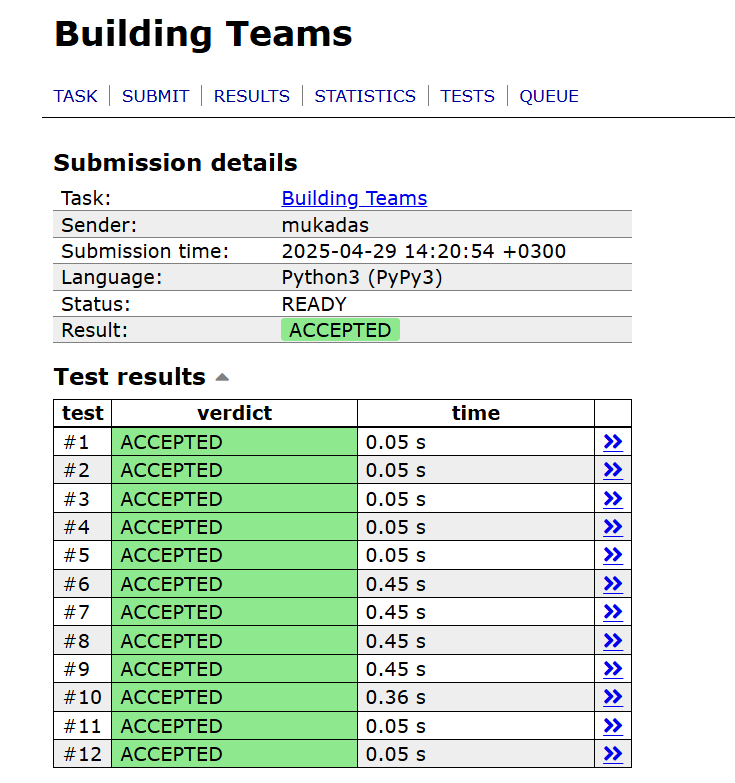 Building Teams
TASK SUBMIT RESULTS STATISTICS TESTS QUEUE
Submission details
Task: Building Teams
Sender: mukadas
Submission time: 2025-04-29 14:20:54 +0300
Language: Python3 (PyPy3)
Status: READY
Result: ACCEPTED
Test results
test verdict time
#1 ACCEPTED 0.05 s
#2 ACCEPTED 0.05 s
#3 ACCEPTED 0.05 s
#4 ACCEPTED 0.05 s
#5 ACCEPTED 0.05 s
#6 ACCEPTED 0.45 s
#7 ACCEPTED 0.45 s
#8 ACCEPTED 0.45 s
#9 ACCEPTED 0.45 s
#10 ACCEPTED 0.36 s
#11 ACCEPTED 0.05 s
#12 ACCEPTED 0.05 s